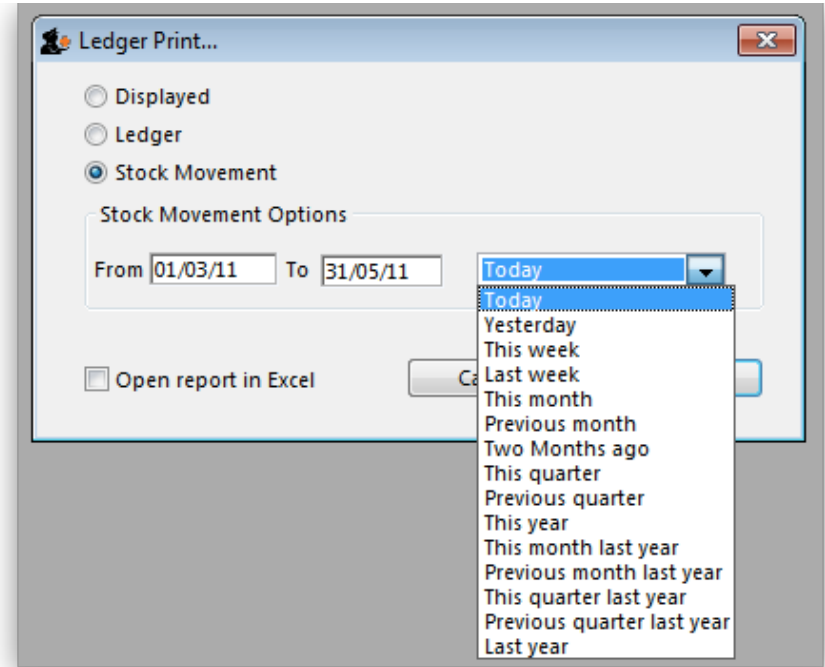 Ledger Print...
Displayed
Ledger
Stock Movement
Stock Movement Options
From 01/03/11 To 31/05/11 Today
Today
Yesterday
This week
Last week
This month
Previous month
Two Months ago
This quarter
Previous quarter
This year
This month last year
Previous month last year
This quarter last year
Previous quarter last year
Last year
Open report in Excel